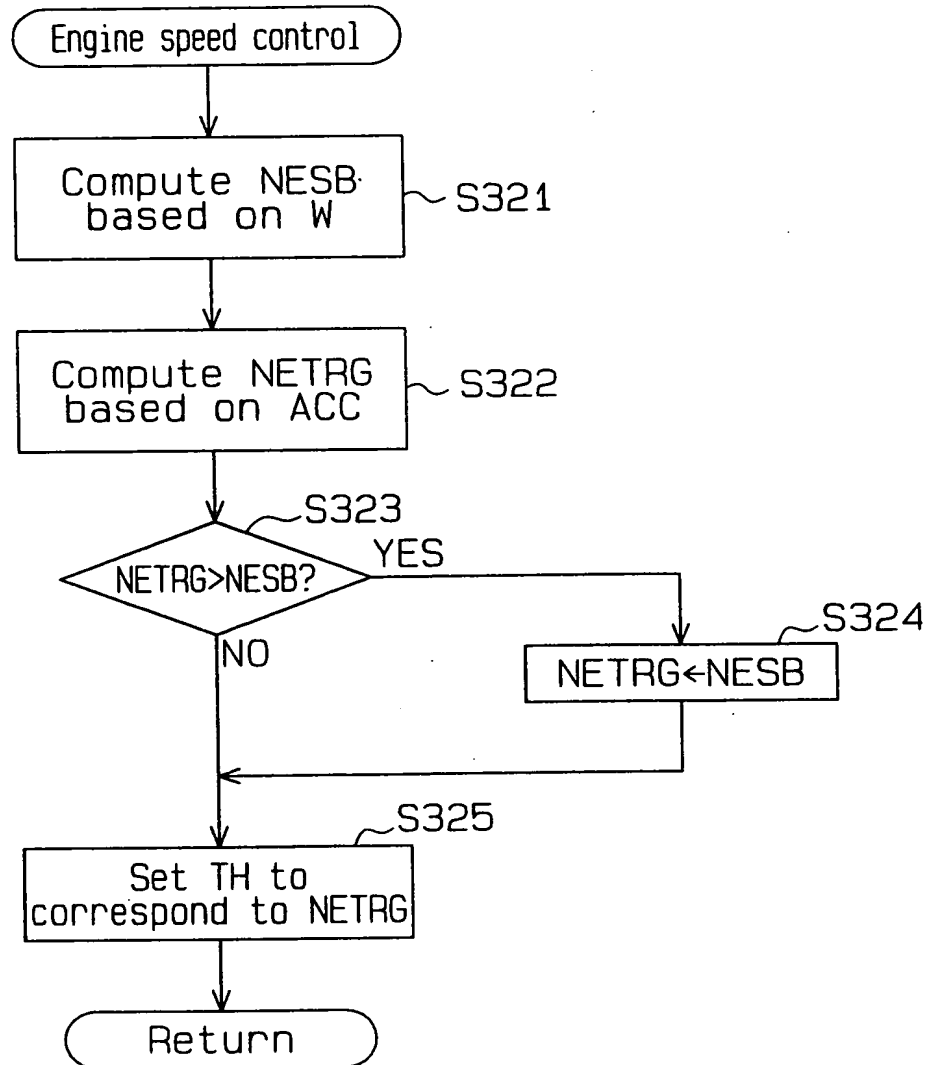 Engine speed control
Compute NESB
based on W
S321
Compute NETRG
based on ACC
S322
S323
NETRG>NESB?
YES
NO
S324
NETRG←NESB
S325
Set TH to
correspond to NETRG
Return